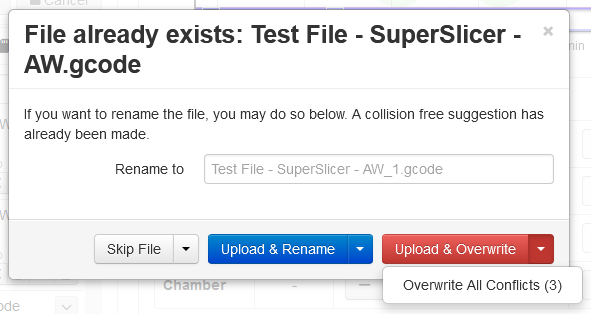 Cancel
File already exists: Test File - SuperSlicer -
AW.gcode
×
min
If you want to rename the file, you may do so below. A collision free suggestion has
already been made.
Rename to
Test File - SuperSlicer - AW_1.gcode
Skip File
Upload & Rename
Upload & Overwrite
Overwrite All Conflicts (3)
Chamber
-
ode